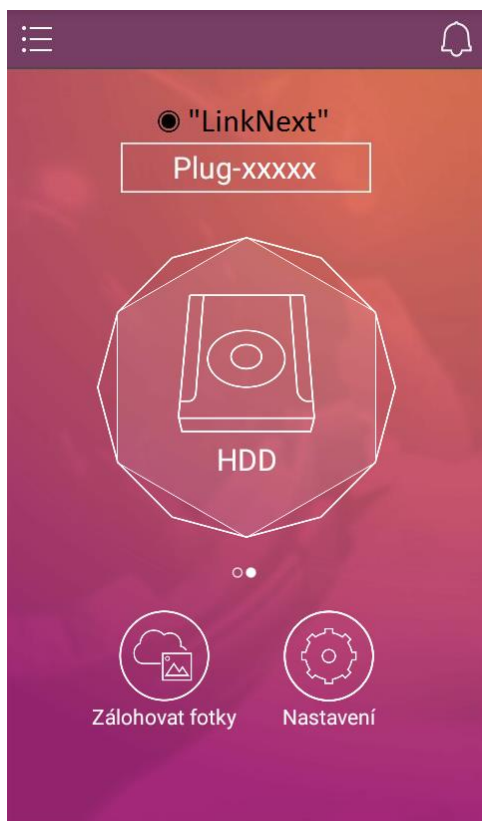 ◉ "LinkNext"
Plug-xxxxx
HDD
Zálohovat fotky
Nastavení